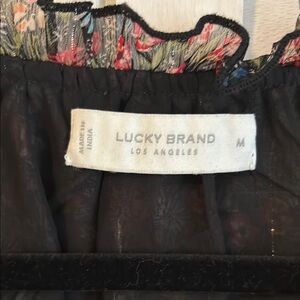 MADE IN
INDIA
LUCKY BRAND
LOS ANGELES
M